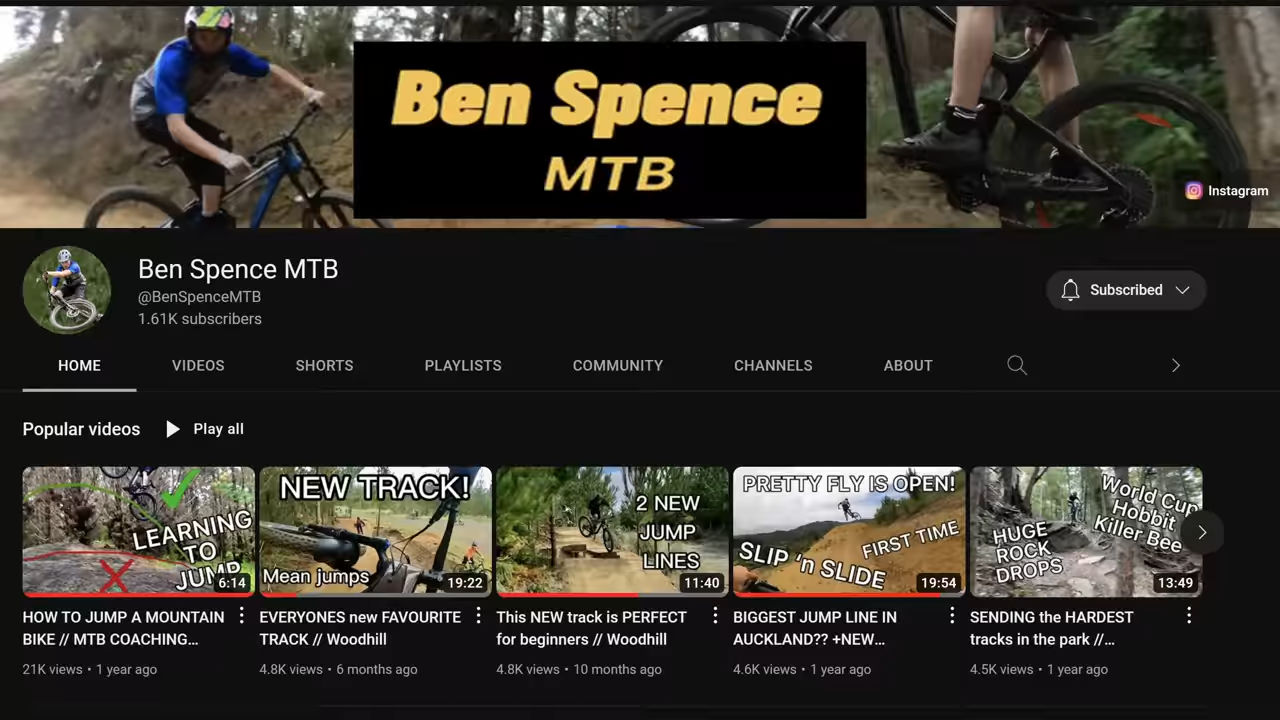 Ben Spence
MTB
Instagram
Ben Spence MTB
@BenSpenceMTB
1.61K subscribers
Subscribed
HOME VIDEOS SHORTS PLAYLISTS COMMUNITY CHANNELS ABOUT
Popular videos Play all
LEARNING
TO
JUMP
6:14
HOW TO JUMP A MOUNTAIN
BIKE // MTB COACHING...
21K views • 1 year ago
NEW TRACK!
Mean jumps
19:22
EVERYONES new FAVOURITE
TRACK // Woodhill
4.8K views • 6 months ago
2 NEW
JUMP
LINES
11:40
This NEW track is PERFECT
for beginners // Woodhill
4.8K views • 10 months ago
PRETTY FLY IS OPEN!
FIRST TIME
SLIP 'n SLIDE
19:54
BIGGEST JUMP LINE IN
AUCKLAND?? +NEW...
4.6K views • 1 year ago
World Cup
Hobbit
Killer Bee
HUGE
ROCK
DROPS
13:49
SENDING the HARDEST
tracks in the park //...
4.5K views • 1 year ago